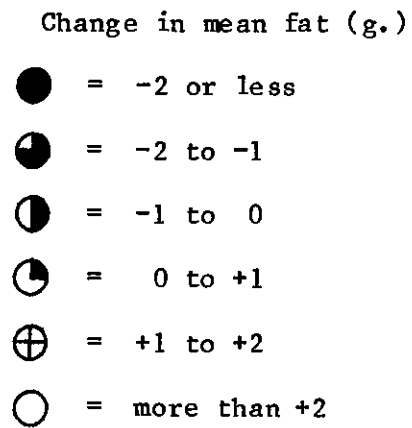 Change in mean fat (g.)
= -2 or less
= -2 to -1
= -1 to 0
= 0 to +1
= +1 to +2
= more than +2